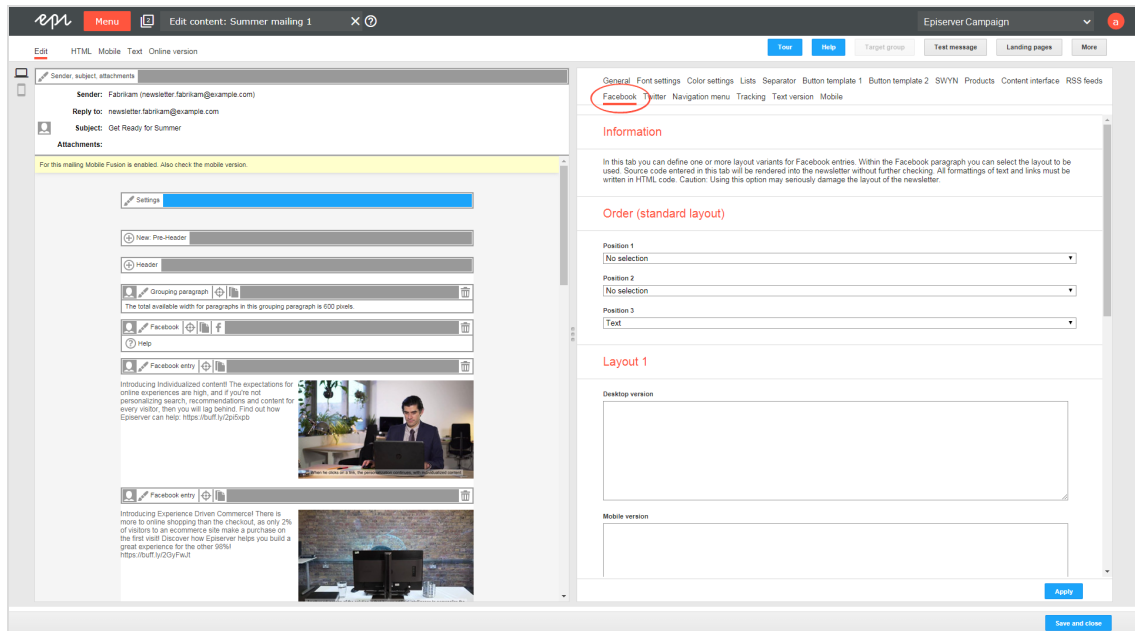 epi
Menu
2
Edit content: Summer mailing 1
Episerver Campaign
a
Edit
HTML
Mobile
Text
Online version
Tour
Help
Target group
Text message
Landing pages
More
Sender, subject, attachments
Sender: Fabrikam (newsletter.fabrikam@example.com)
Reply to: newsletter.fabrikam@example.com
Subject: Get Ready for Summer
Attachments:
For this mailing Mobile Fusion is enabled. Also check the mobile version.
Settings
New: Pre-Header
Header
Grouping paragraph
The total available width for paragraphs in this grouping paragraph is 600 pixels.
Facebook
Help
Facebook entry
Introducing Individualized content! The expectations for
online experiences are high, and if you're not
personalizing search, recommendations and content for
every visitor, then you will lag behind. Find out how
Episerver can help: https://buff.ly/2pi5xpb
When he clicks on a link, the personalization continues, with individualized content
Facebook entry
Introducing Experience Driven Commerce! There is
more to online shopping than the checkout, as only 2%
of visitors to an ecommerce site make a purchase on
the first visit! Discover how Episerver helps you build a
great experience for the other 98%!
https://buff.ly/2GyFwJt
General Font settings Color settings Lists Separator Button template 1 Button template 2 SWYN Products Content interface RSS feeds
Facebook Twitter Navigation menu Tracking Text version Mobile
Information
In this tab you can define one or more layout variants for Facebook entries. Within the Facebook paragraph you can select the layout to be
used. Source code entered in this tab will be rendered into the newsletter without further checking. All formattings of text and links must be
written in HTML code. Caution: Using this option may seriously damage the layout of the newsletter.
Order (standard layout)
Position 1
No selection
Position 2
No selection
Position 3
Text
Layout 1
Desktop version
Mobile version
Apply
Save and close